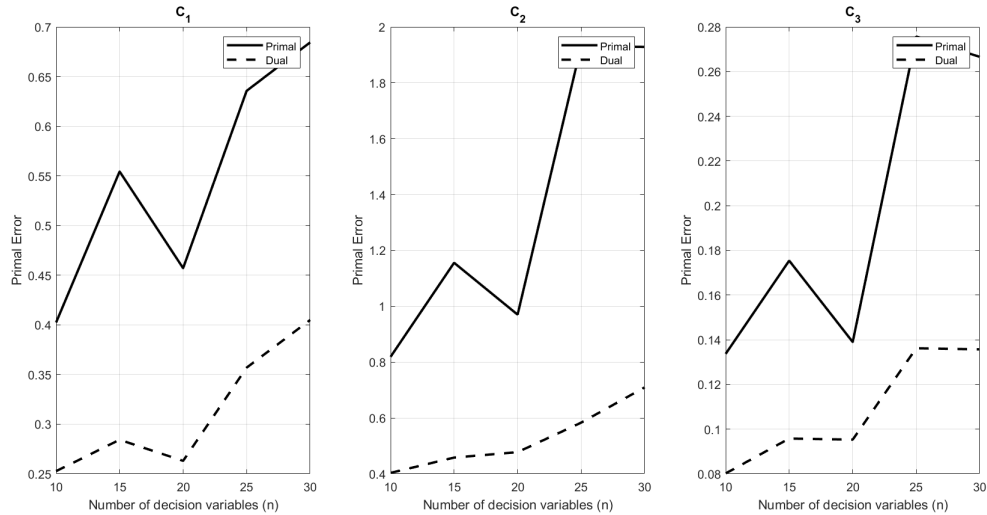 C1
Primal
Dual
0.7
0.65
0.6
0.55
0.5
0.45
0.4
0.35
0.3
0.25
Primal Error
10 15 20 25 30
Number of decision variables (n)
C2
Primal
Dual
2
1.8
1.6
1.4
1.2
1
0.8
0.6
0.4
Primal Error
10 15 20 25 30
Number of decision variables (n)
C3
Primal
Dual
0.28
0.26
0.24
0.22
0.2
0.18
0.16
0.14
0.12
0.1
0.08
Primal Error
10 15 20 25 30
Number of decision variables (n)